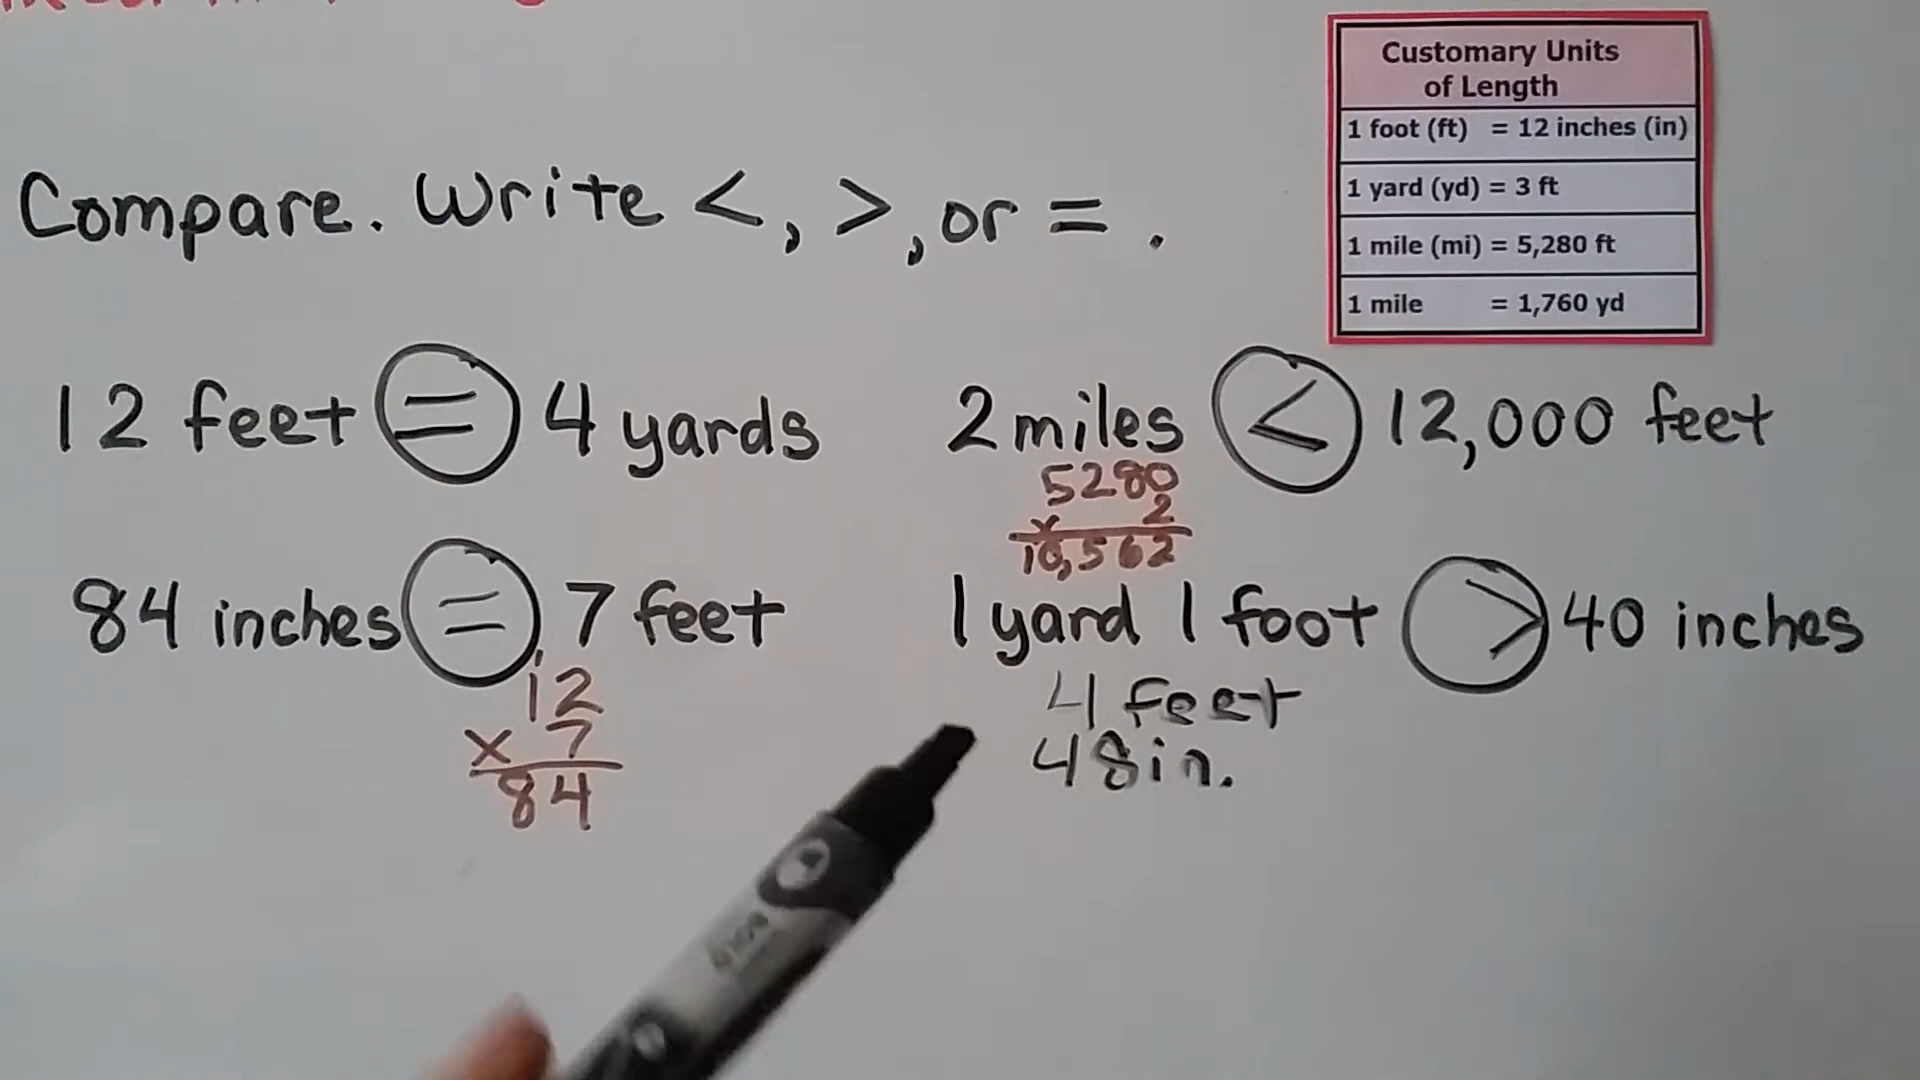 Customary Units
of Length
1 foot (ft) = 12 inches (in)
1 yard (yd) = 3 ft
1 mile (mi) = 5,280 ft
1 mile = 1,760 yd
Compare. Write <, >, or = .
12 feet = 4 yards
2 miles < 12,000 feet
5280
x 2
10,562
84 inches = 7 feet
12
x 7
84
1 yard 1 foot > 40 inches
4 feet
48in.